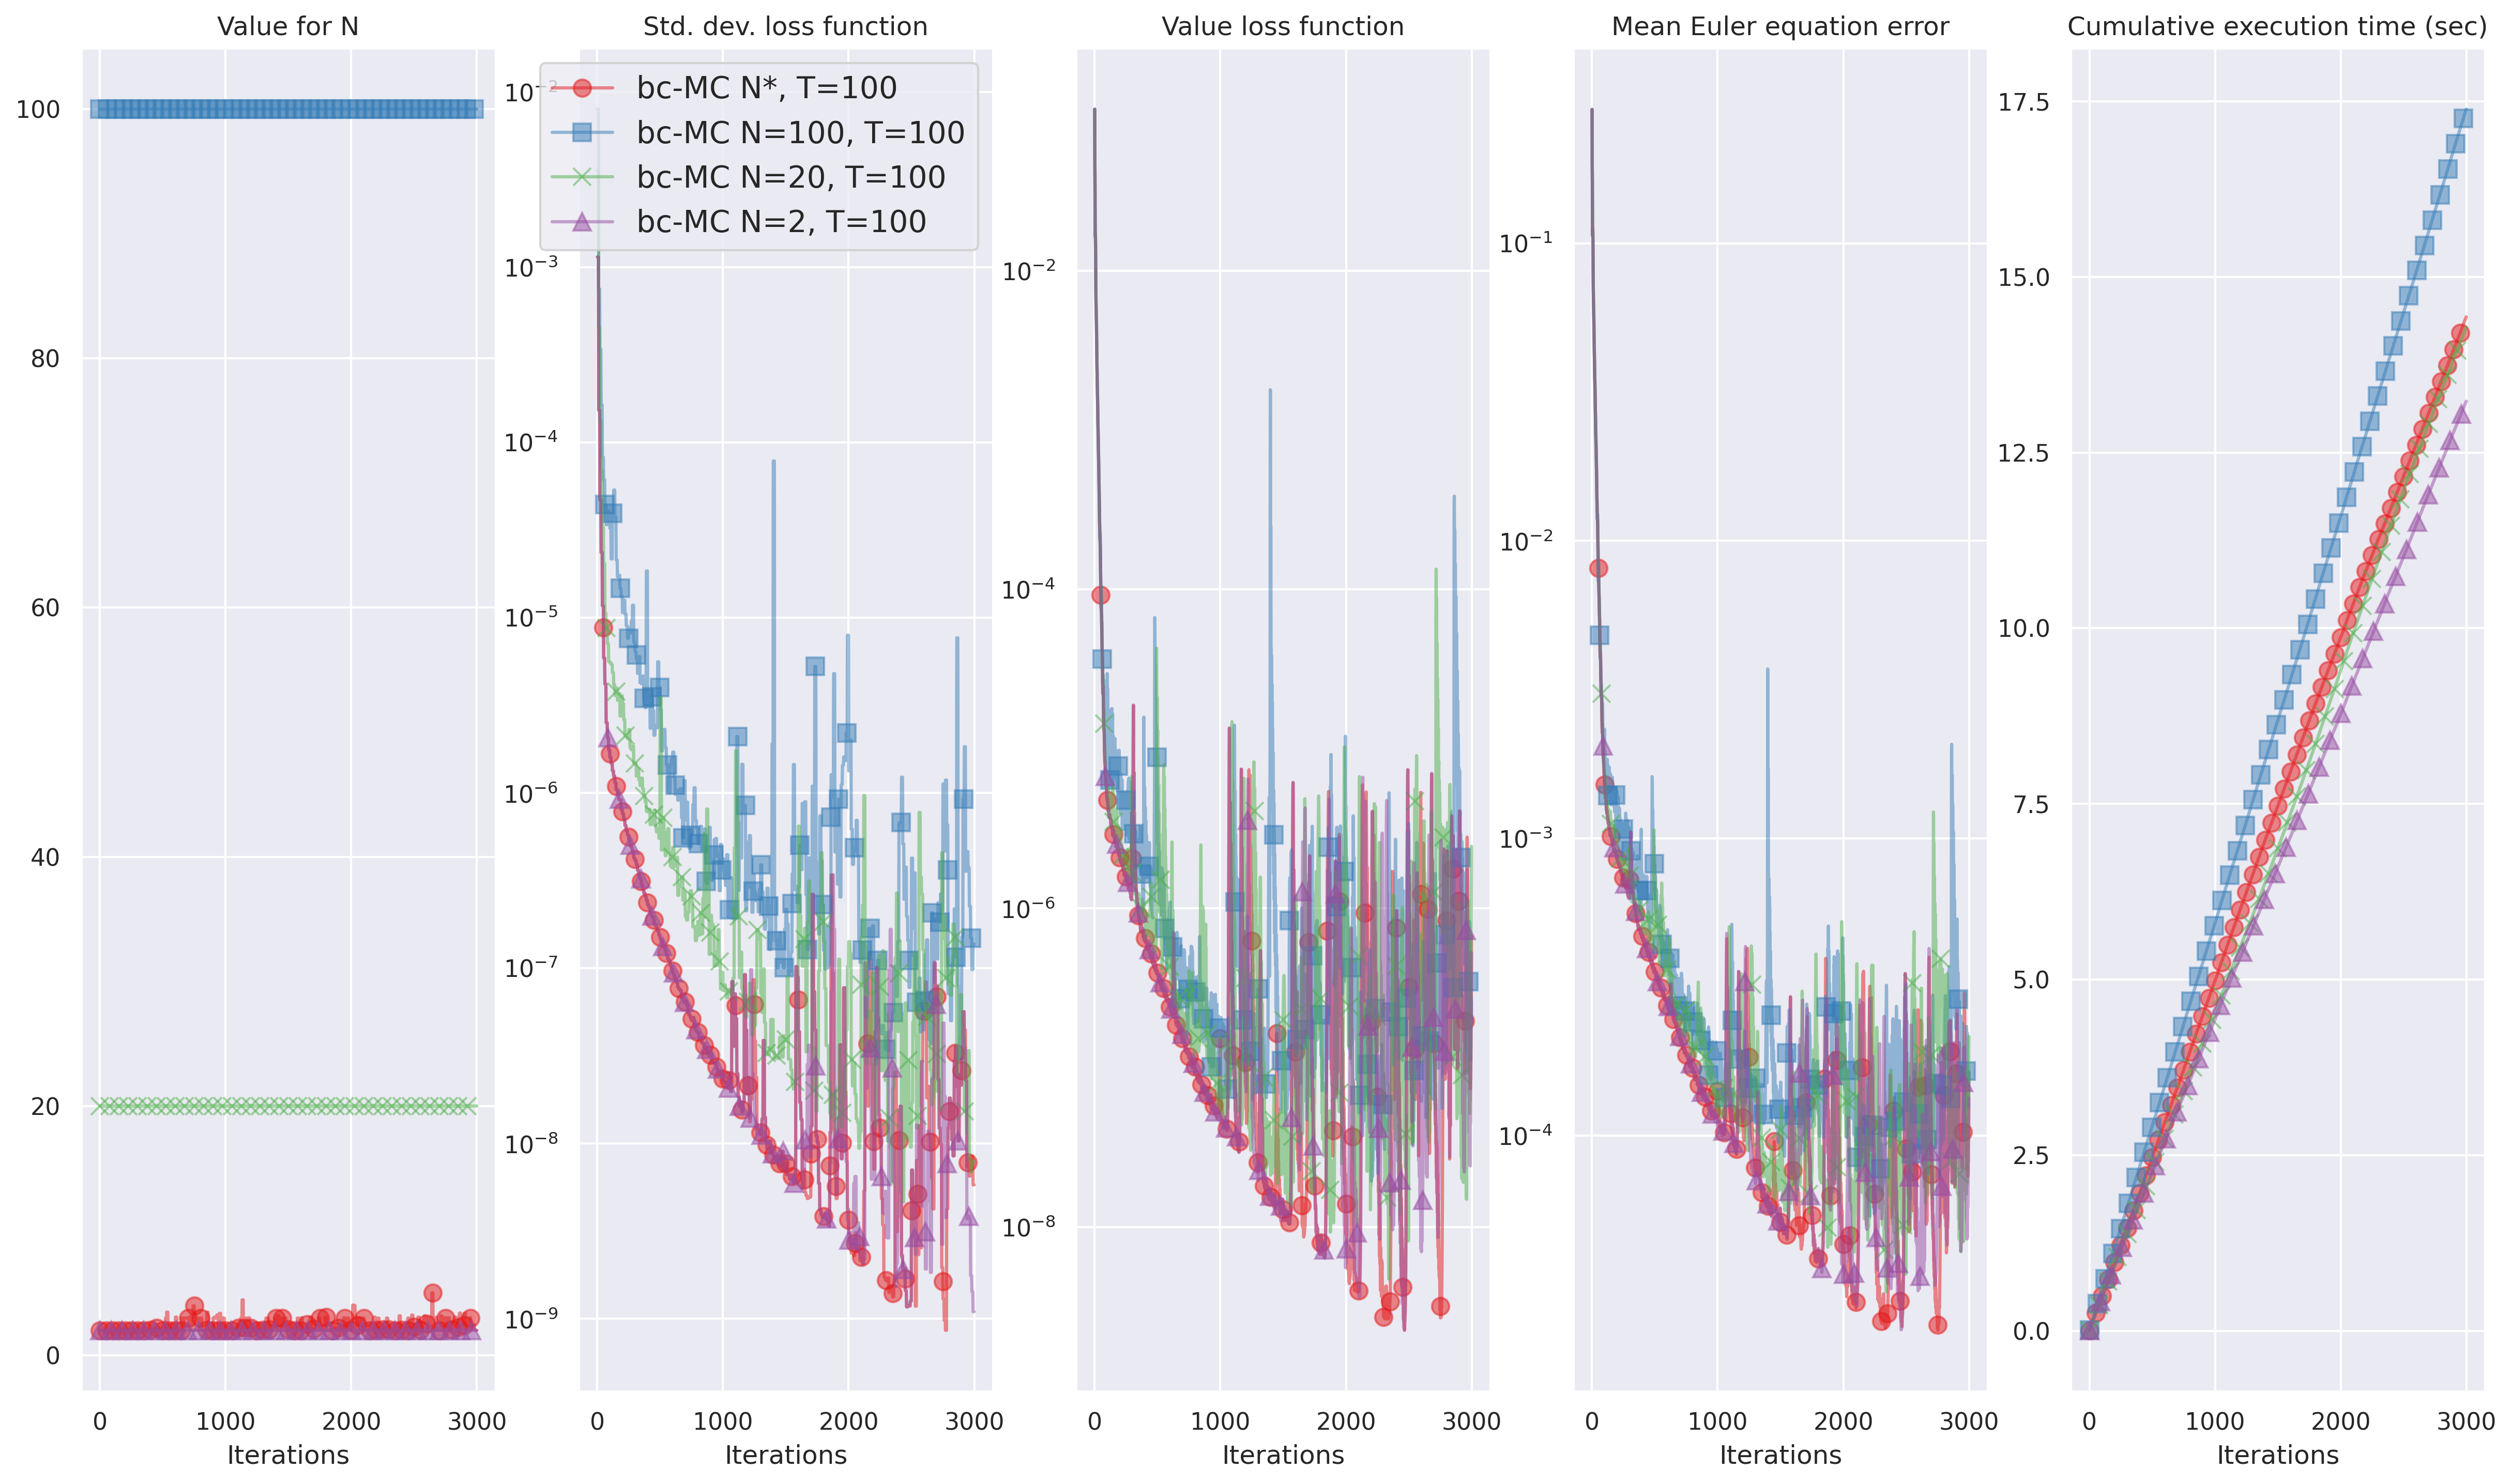 Value for N
Std. dev. loss function
Value loss function
Mean Euler equation error
Cumulative execution time (sec)
bc-MC N*, T=100
bc-MC N=100, T=100
bc-MC N=20, T=100
bc-MC N=2, T=100
100
80
60
40
20
0
0 1000 2000 3000
Iterations
10⁻²
10⁻³
10⁻⁴
10⁻⁵
10⁻⁶
10⁻⁷
10⁻⁸
10⁻⁹
0 1000 2000 3000
Iterations
10⁻²
10⁻⁴
10⁻⁶
10⁻⁸
0 1000 2000 3000
Iterations
10⁻¹
10⁻²
10⁻³
10⁻⁴
0 1000 2000 3000
Iterations
17.5
15.0
12.5
10.0
7.5
5.0
2.5
0.0
0 1000 2000 3000
Iterations